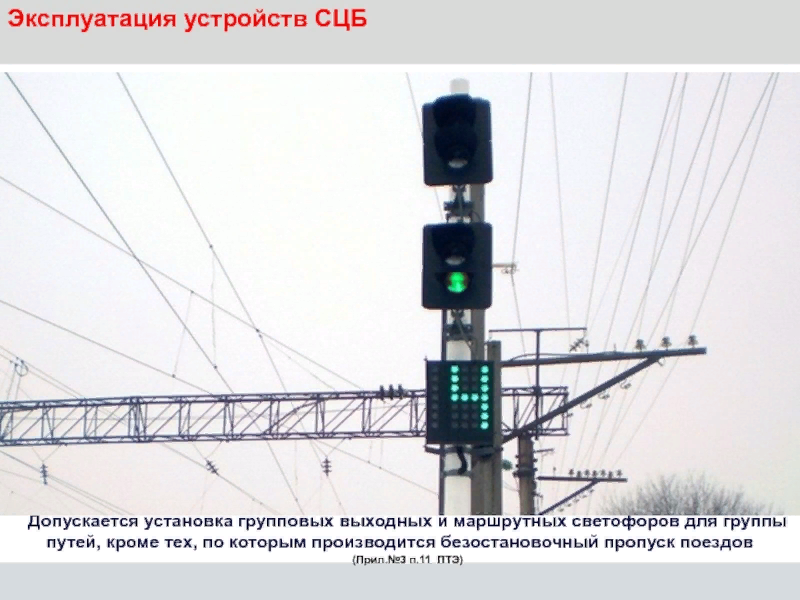 Эксплуатация устройств СЦБ
4
Допускается установка групповых выходных и маршрутных светофоров для группы
путей, кроме тех, по которым производится безостановочный пропуск поездов
(Прил.№3 п.11 ПТЭ)